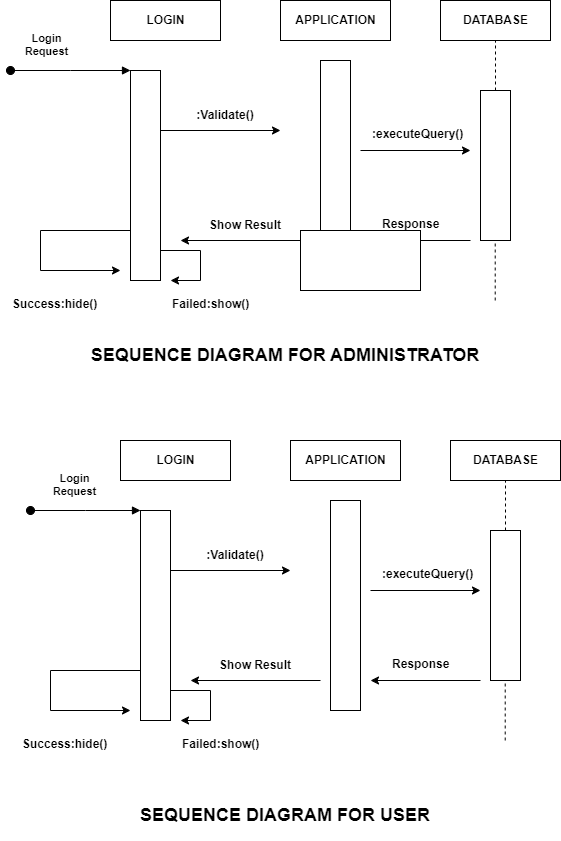 LOGIN
APPLICATION
DATABASE
Login
Request
:Validate()
:executeQuery()
Show Result
Response
Success:hide()
Failed:show()
SEQUENCE DIAGRAM FOR ADMINISTRATOR
LOGIN
APPLICATION
DATABASE
Login
Request
:Validate()
:executeQuery()
Show Result
Response
Success:hide()
Failed:show()
SEQUENCE DIAGRAM FOR USER